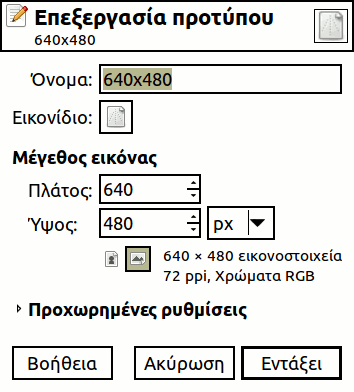 Επεξεργασία προτύπου
640x480
Όνομα: 640x480
Εικονίδιο:
Μέγεθος εικόνας
Πλάτος: 640
Ύψος: 480 px
640 × 480 εικονοστοιχεία
72 ppi, Χρώματα RGB
Προχωρημένες ρυθμίσεις
Βοήθεια Ακύρωση Εντάξει